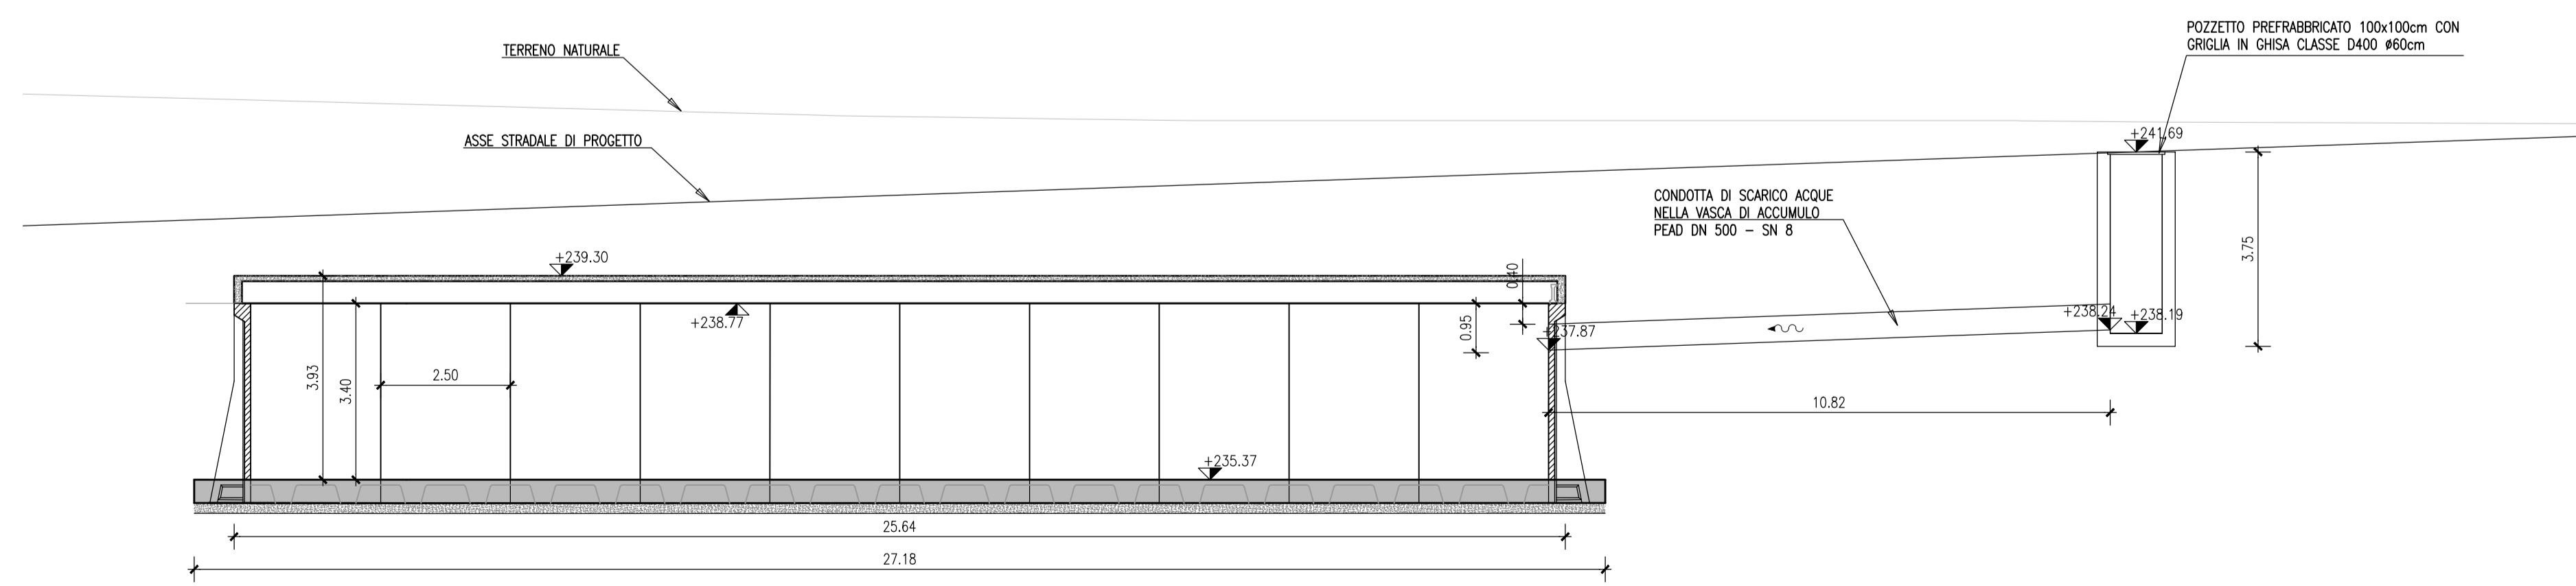 POZZETTO PREFRABBRICATO 100x100cm CON
GRIGLIA IN GHISA CLASSE D400 ø60cm
TERRENO NATURALE
ASSE STRADALE DI PROGETTO
+241.69
CONDOTTA DI SCARICO ACQUE
NELLA VASCA DI ACCUMULO
PEAD DN 500 - SN 8
3.75
+239.30
0.40
+238.77
0.95
+237.87
+238.24
+238.19
3.93
3.40
2.50
10.82
+235.37
25.64
27.18